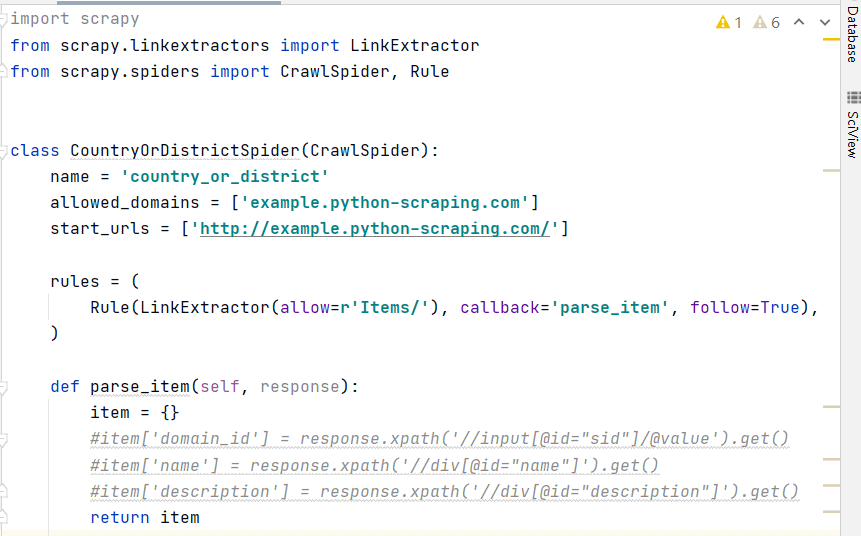 import scrapy
1
6
from scrapy.linkextractors import LinkExtractor
from scrapy.spiders import CrawlSpider, Rule
class CountryOrDistrictSpider(CrawlSpider):
    name = 'country_or_district'
    allowed_domains = ['example.python-scraping.com']
    start_urls = ['http://example.python-scraping.com/']
    rules = (
        Rule(LinkExtractor(allow=r'Items/'), callback='parse_item', follow=True),
    )
    def parse_item(self, response):
        item = {}
        #item['domain_id'] = response.xpath('//input[@id="sid"]/@value').get()
        #item['name'] = response.xpath('//div[@id="name"]').get()
        #item['description'] = response.xpath('//div[@id="description"]').get()
        return item
Database
SciView